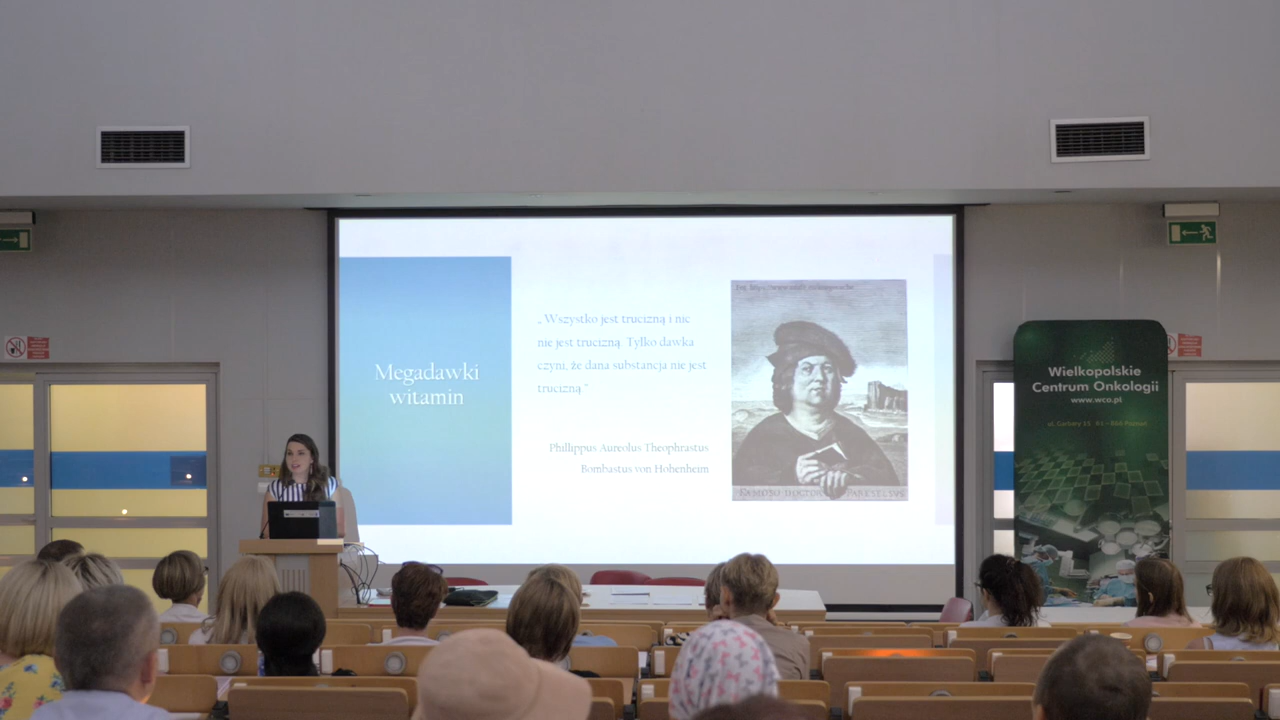 Megadawki
witamin
„Wszystko jest trucizną i nic
nie jest trucizną. Tylko dawka
czyni, że dana substancja nie jest
trucizną."
Phillippus Aureolus Theophrastus
Bombastus von Hohenheim
Wielkopolskie
Centrum Onkologii
www.wco.pl